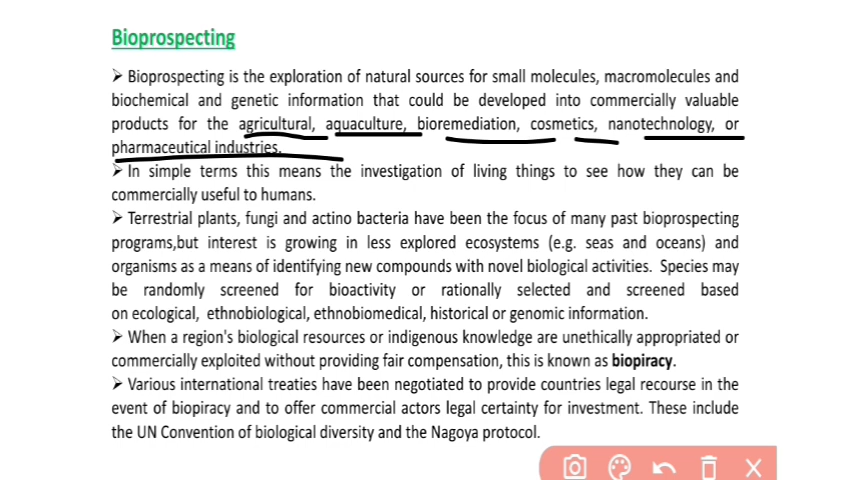 Bioprospecting
➢ Bioprospecting is the exploration of natural sources for small molecules, macromolecules and
biochemical and genetic information that could be developed into commercially valuable
products for the agricultural, aquaculture, bioremediation, cosmetics, nanotechnology, or
pharmaceutical industries.
➢ In simple terms this means the investigation of living things to see how they can be
commercially useful to humans.
➢ Terrestrial plants, fungi and actino bacteria have been the focus of many past bioprospecting
programs,but interest is growing in less explored ecosystems (e.g. seas and oceans) and
organisms as a means of identifying new compounds with novel biological activities. Species may
be randomly screened for bioactivity or rationally selected and screened based
on ecological, ethnobiological, ethnobiomedical, historical or genomic information.
➢ When a region's biological resources or indigenous knowledge are unethically appropriated or
commercially exploited without providing fair compensation, this is known as biopiracy.
➢ Various international treaties have been negotiated to provide countries legal recourse in the
event of biopiracy and to offer commercial actors legal certainty for investment. These include
the UN Convention of biological diversity and the Nagoya protocol.